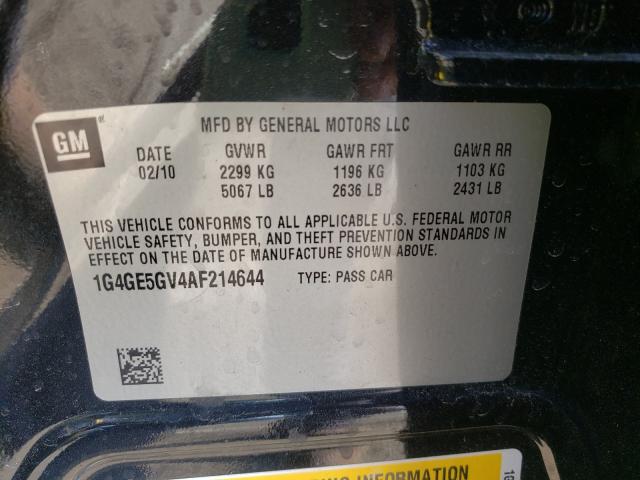 GM
MFD BY GENERAL MOTORS LLC
DATE GVWR GAWR FRT GAWR RR
02/10 2299 KG 1196 KG 1103 KG
5067 LB 2636 LB 2431 LB
THIS VEHICLE CONFORMS TO ALL APPLICABLE U.S. FEDERAL MOTOR
VEHICLE SAFETY, BUMPER, AND THEFT PREVENTION STANDARDS IN
EFFECT ON THE DATE OF MANUFACTURE SHOWN ABOVE.
1G4GE5GV4AF214644 TYPE: PASS CAR
INFORMATION